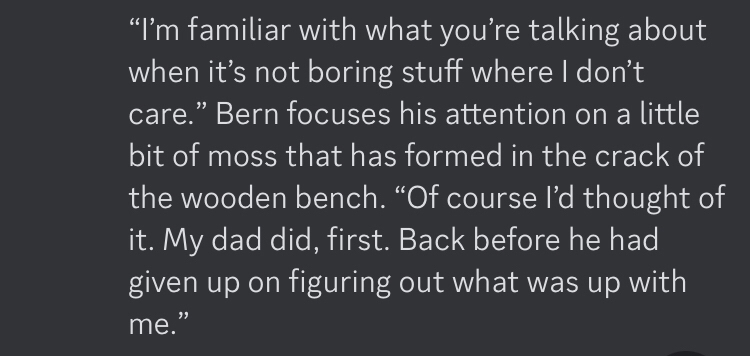 “I’m familiar with what you’re talking about
when it’s not boring stuff where I don’t
care.” Bern focuses his attention on a little
bit of moss that has formed in the crack of
the wooden bench. “Of course I’d thought of
it. My dad did, first. Back before he had
given up on figuring out what was up with
me.”